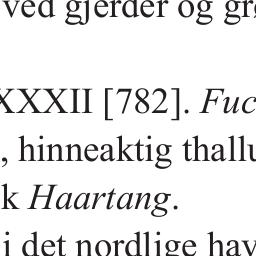 ved gjerder og gr
XXXII [782]. Fuc
, hinneaktig thallu
k Haartang.
i det nordlige hav